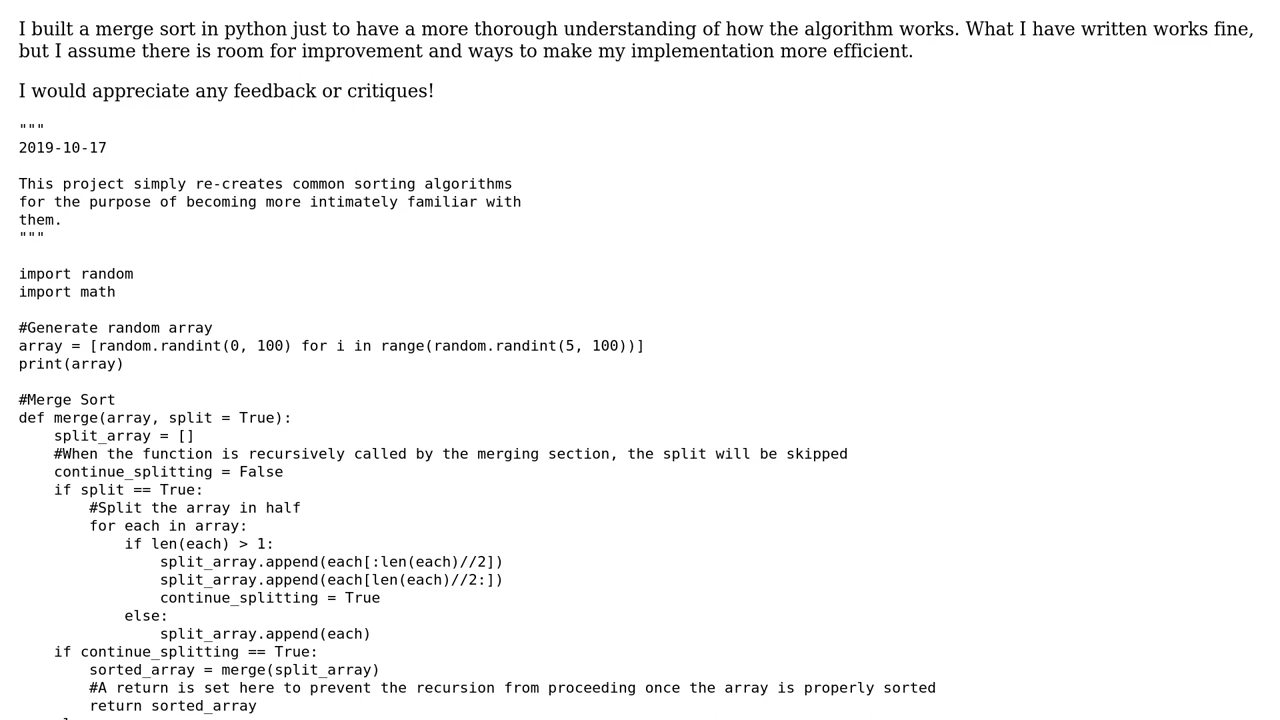 I built a merge sort in python just to have a more thorough understanding of how the algorithm works. What I have written works fine,
but I assume there is room for improvement and ways to make my implementation more efficient.
I would appreciate any feedback or critiques!
"""
2019-10-17
This project simply re-creates common sorting algorithms
for the purpose of becoming more intimately familiar with
them.
"""
import random
import math
#Generate random array
array = [random.randint(0, 100) for i in range(random.randint(5, 100))]
print(array)
#Merge Sort
def merge(array, split = True):
    split_array = []
    #When the function is recursively called by the merging section, the split will be skipped
    continue_splitting = False
    if split == True:
        #Split the array in half
        for each in array:
            if len(each) > 1:
                split_array.append(each[:len(each)//2])
                split_array.append(each[len(each)//2:])
                continue_splitting = True
            else:
                split_array.append(each)
    if continue_splitting == True:
        sorted_array = merge(split_array)
        #A return is set here to prevent the recursion from proceeding once the array is properly sorted
        return sorted_array